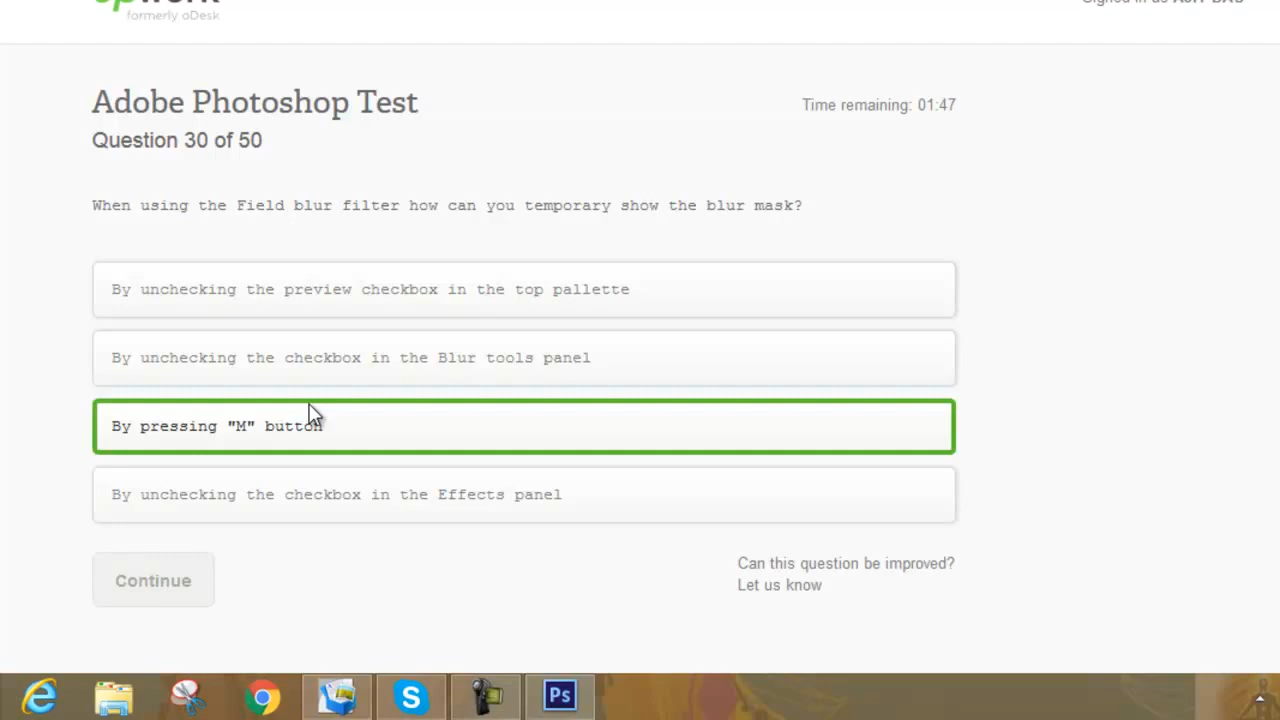 upwork
formerly oDesk
Adobe Photoshop Test
Time remaining: 01:47
Question 30 of 50
When using the Field blur filter how can you temporary show the blur mask?
By unchecking the preview checkbox in the top pallette
By unchecking the checkbox in the Blur tools panel
By pressing "M" button
By unchecking the checkbox in the Effects panel
Continue
Can this question be improved?
Let us know
Ps